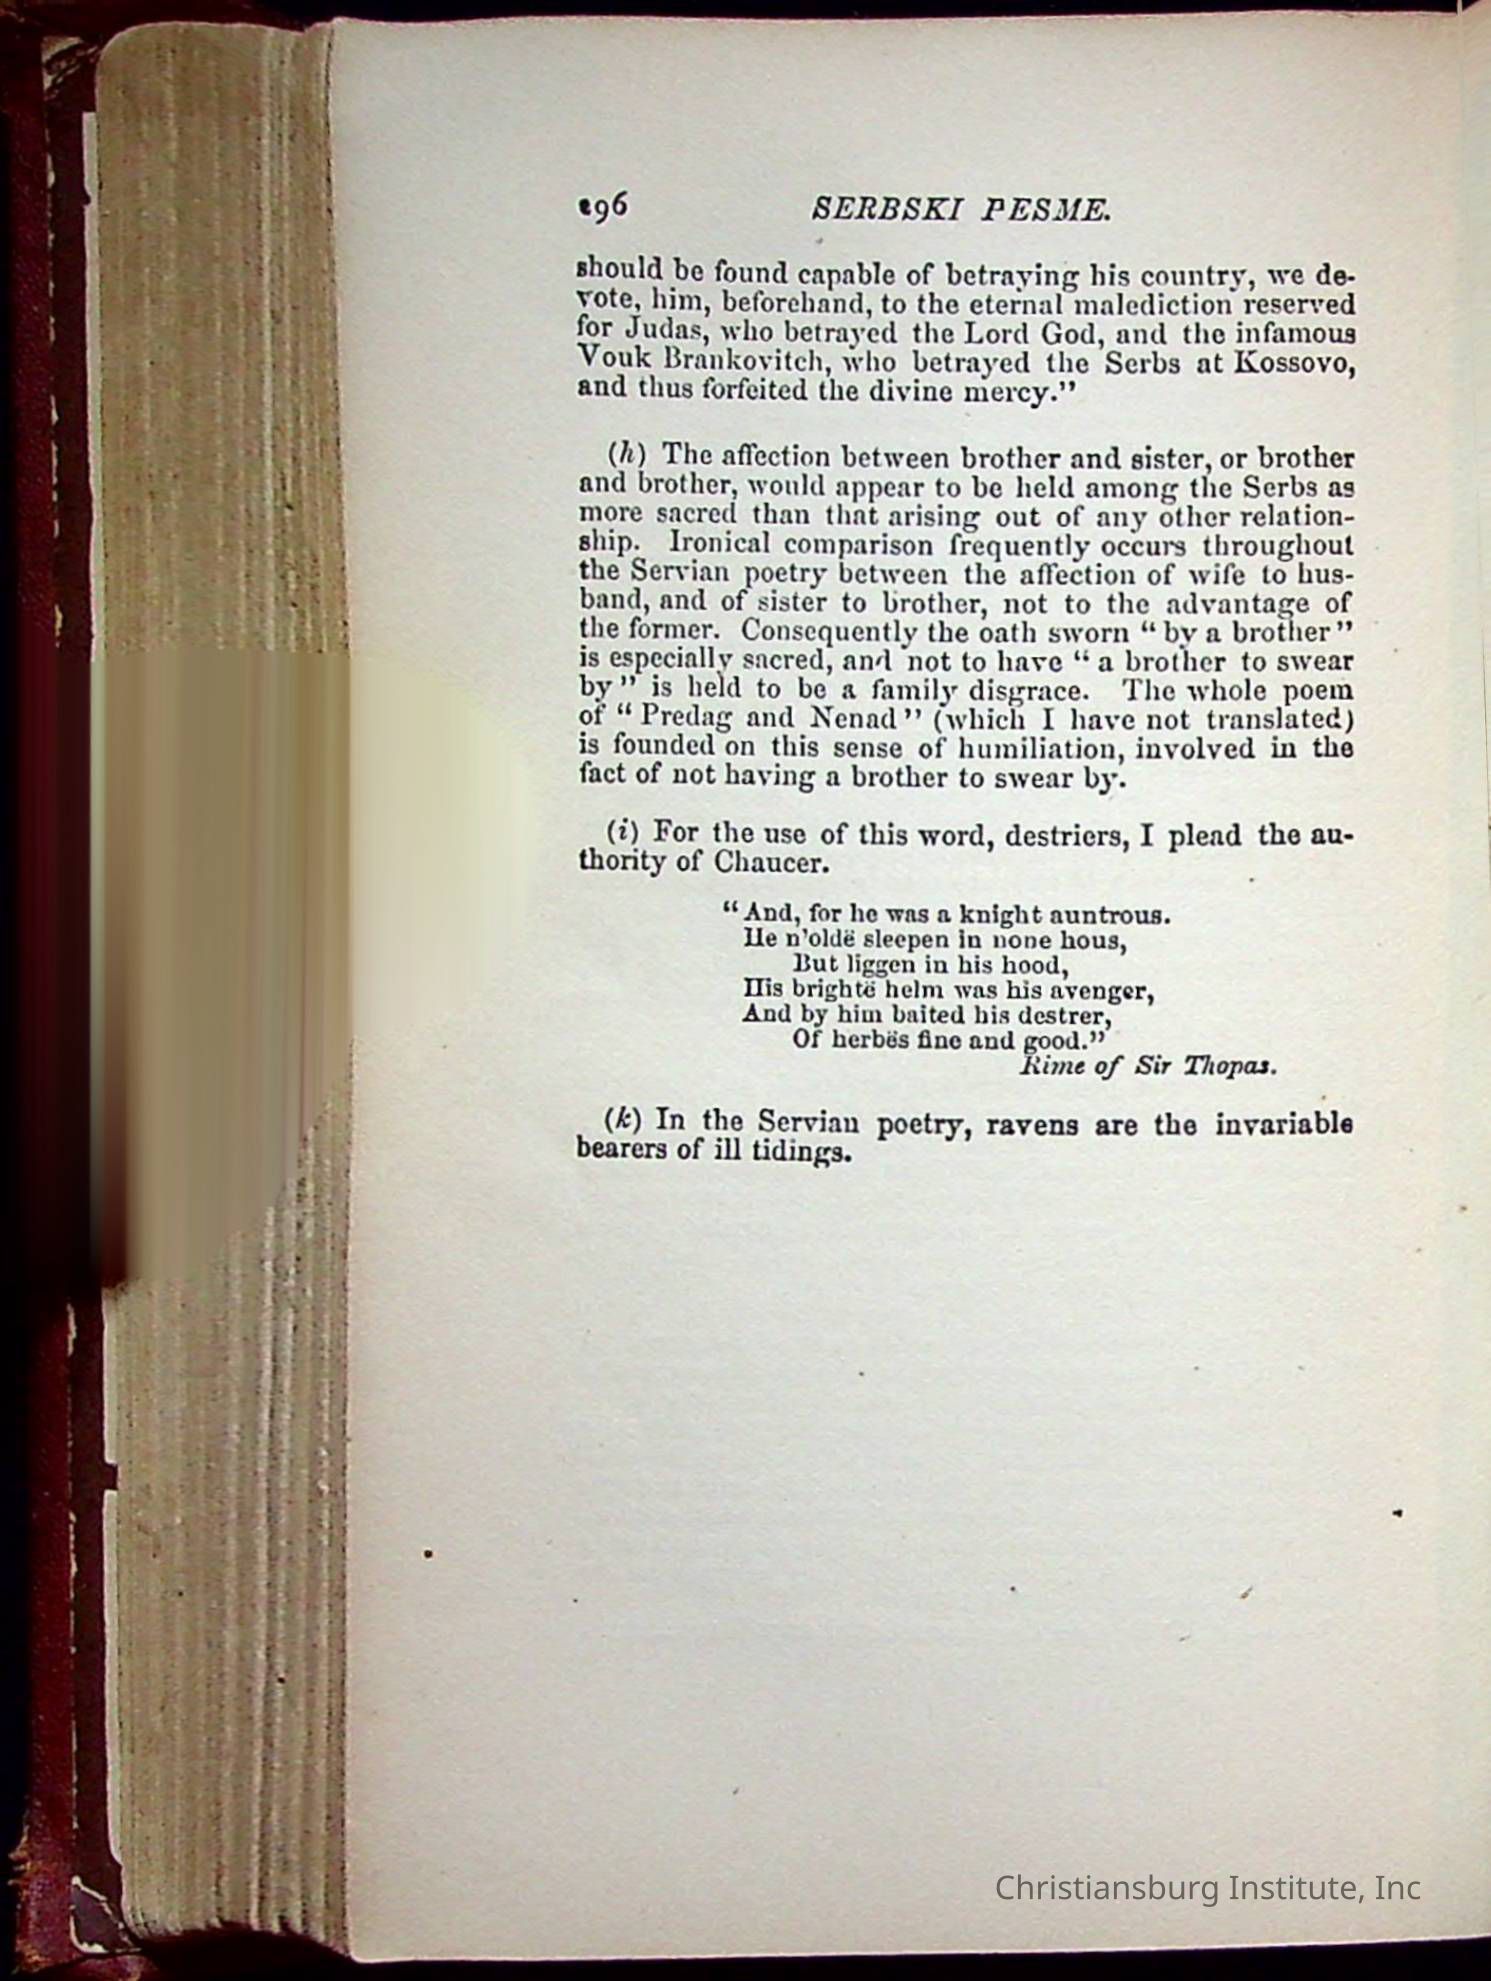 296 SERBSKI PESME.
should be found capable of betraying his country, we de-
vote, him, beforehand, to the eternal malediction reserved
for Judas, who betrayed the Lord God, and the infamous
Vouk Brankovitch, who betrayed the Serbs at Kossovo,
and thus forfeited the divine mercy."
(h) The affection between brother and sister, or brother
and brother, would appear to be held among the Serbs as
more sacred than that arising out of any other relation-
ship. Ironical comparison frequently occurs throughout
the Servian poetry between the affection of wife to hus-
band, and of sister to brother, not to the advantage of
the former. Consequently the oath sworn "by a brother"
is especially sacred, and not to have "a brother to swear
by" is held to be a family disgrace. The whole poem
of "Predag and Nenad" (which I have not translated)
is founded on this sense of humiliation, involved in the
fact of not having a brother to swear by.
(i) For the use of this word, destriers, I plead the au-
thority of Chaucer.
"And, for he was a knight auntrous.
He n'oldë sleepen in none hous,
But liggen in his hood,
His brightë helm was his avenger,
And by him baited his destrer,
Of herbës fine and good."
Rime of Sir Thopas.
(k) In the Servian poetry, ravens are the invariable
bearers of ill tidings.
Christiansburg Institute, Inc